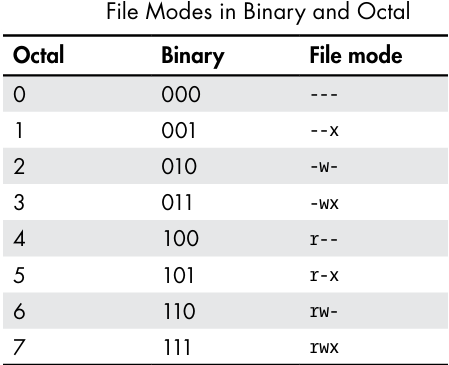 File Modes in Binary and Octal
Octal Binary File mode
0 000 ---
1 001 --x
2 010 -w-
3 011 -wx
4 100 r--
5 101 r-x
6 110 rw-
7 111 rwx